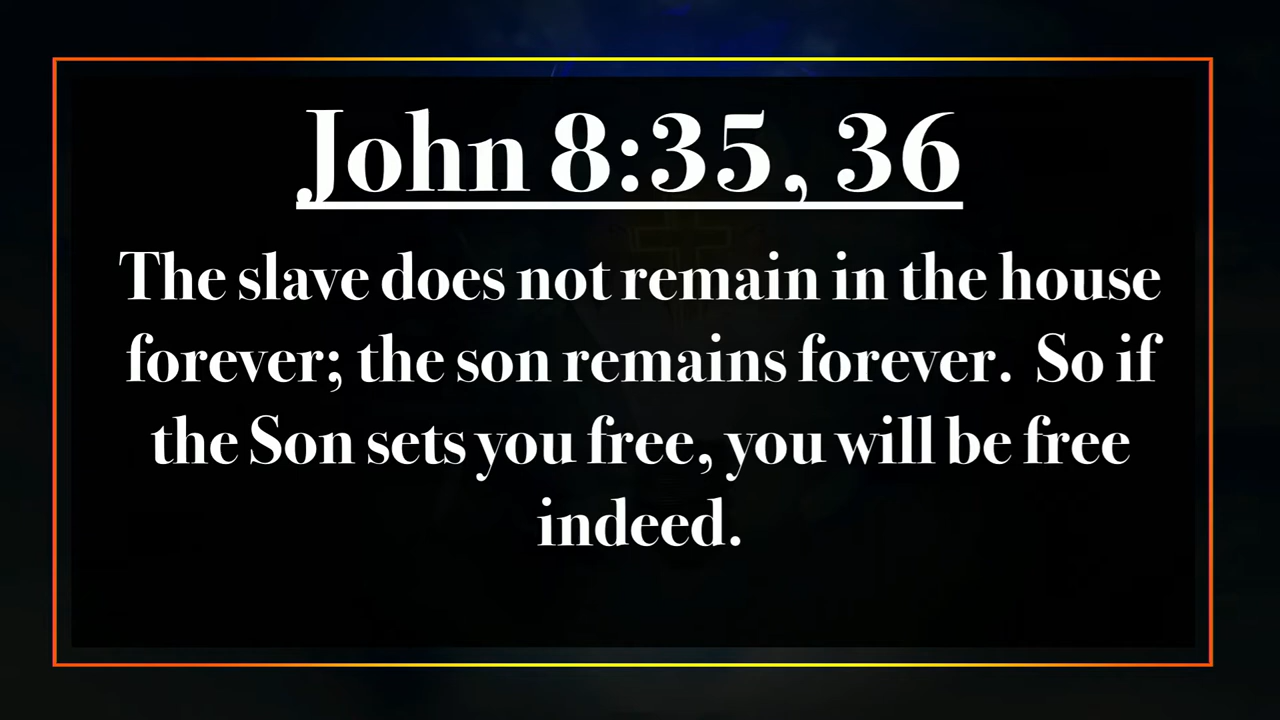 John 8:35, 36
The slave does not remain in the house
forever; the son remains forever.  So if
the Son sets you free, you will be free
indeed.